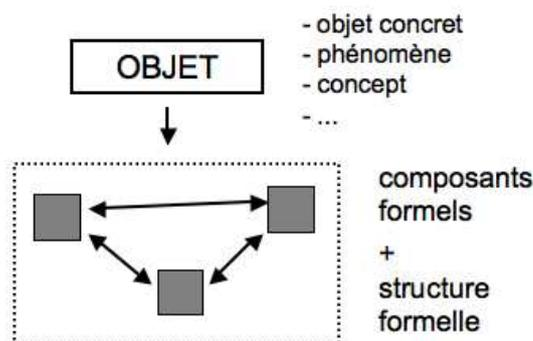 OBJET
- objet concret
- phénomène
- concept
- ...
composants
formels
+
structure
formelle